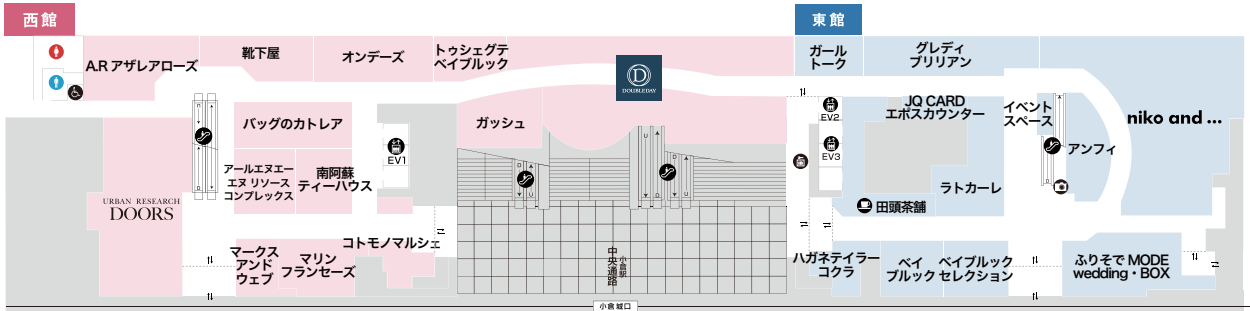 西館
東館
A.R アザレアローズ
靴下屋
オンデーズ
トゥシェグテ
ベイブルック
DOUBLEDAY
ガール
トーク
グレディ
ブリリアン
バッグのカトレア
EV1
ガッシュ
EV2
EV3
JQ CARD
エポスカウンター
イベント
スペース
アンフィ
niko and ...
アールエヌエー
エヌ リソース
コンプレックス
南阿蘇
ティーハウス
URBAN RESEARCH
DOORS
ラトカーレ
田頭茶舗
マークス
アンド
ウェブ
マリン
フランセーズ
コトモノマルシェ
小倉駅
中央通路
ハガネテイラー
コクラ
ベイ
ブルック
ベイブルック
セレクション
ふりそで MODE
wedding・BOX
小倉城口